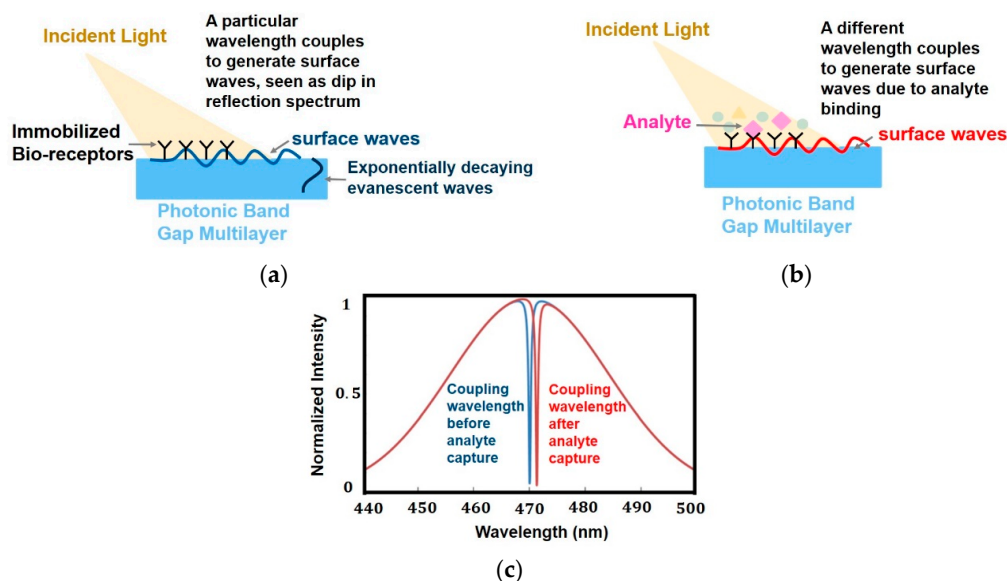 Incident Light
A particular
wavelength couples
to generate surface
waves, seen as dip in
reflection spectrum
Immobilized
Bio-receptors
surface waves
Exponentially decaying
evanescent waves
Photonic Band
Gap Multilayer
(a)
Incident Light
A different
wavelength couples
to generate surface
waves due to analyte
binding
Analyte
surface waves
Photonic Band
Gap Multilayer
(b)
Normalized Intensity
1
0.5
0
Coupling
wavelength
before
analyte
capture
Coupling
wavelength
after
analyte
capture
440 450 460 470 480 490 500
Wavelength (nm)
(c)